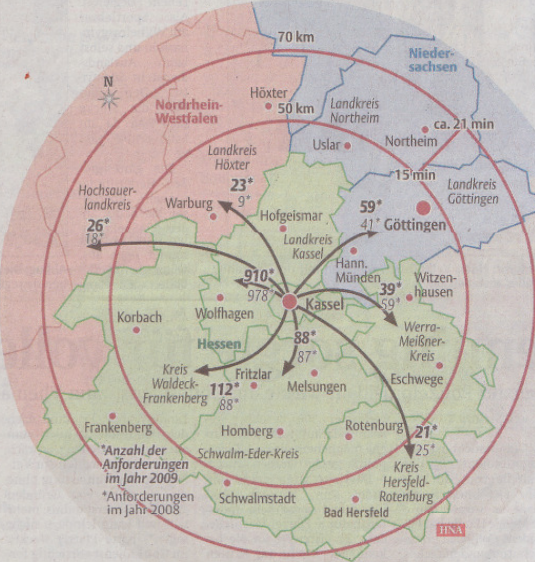 70 km
Nieder-
sachsen
N
Nordrhein-
Westfalen
Höxter
50 km
Landkreis
Northeim
ca. 21 min
Uslar
Northeim
Landkreis
Höxter
15 min
Hochsauer-
landkreis
23*
9*
Landkreis
Göttingen
Warburg
59*
41*
Göttingen
26*
18*
Hofgeismar
Landkreis
Kassel
Hann.
Münden
910*
978*
39*
59*
Witzen-
hausen
Kassel
Wolfhagen
Korbach
Hessen
88*
87*
Werra-
Meißner-
Kreis
Kreis
Waldeck-
Frankenberg
Fritzlar
112*
88*
Melsungen
Eschwege
Frankenberg
Homberg
Rotenburg
21*
25*
*Anzahl der
Anforderungen
im Jahr 2009
Schwalm-Eder-Kreis
Kreis
Hersfeld-
Rotenburg
*Anforderungen
im Jahr 2008
Schwalmstadt
Bad Hersfeld
HNA